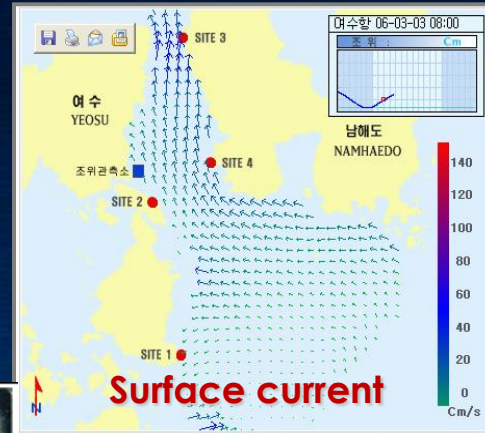 여수항 06-03-03 08:00
조 위 : Cm
SITE 3
여 수
YEOSU
남해도
NAMHAEDO
조위관측소
SITE 4
SITE 2
SITE 1
140
120
100
80
60
40
20
0
Cm/s
N
Surface current